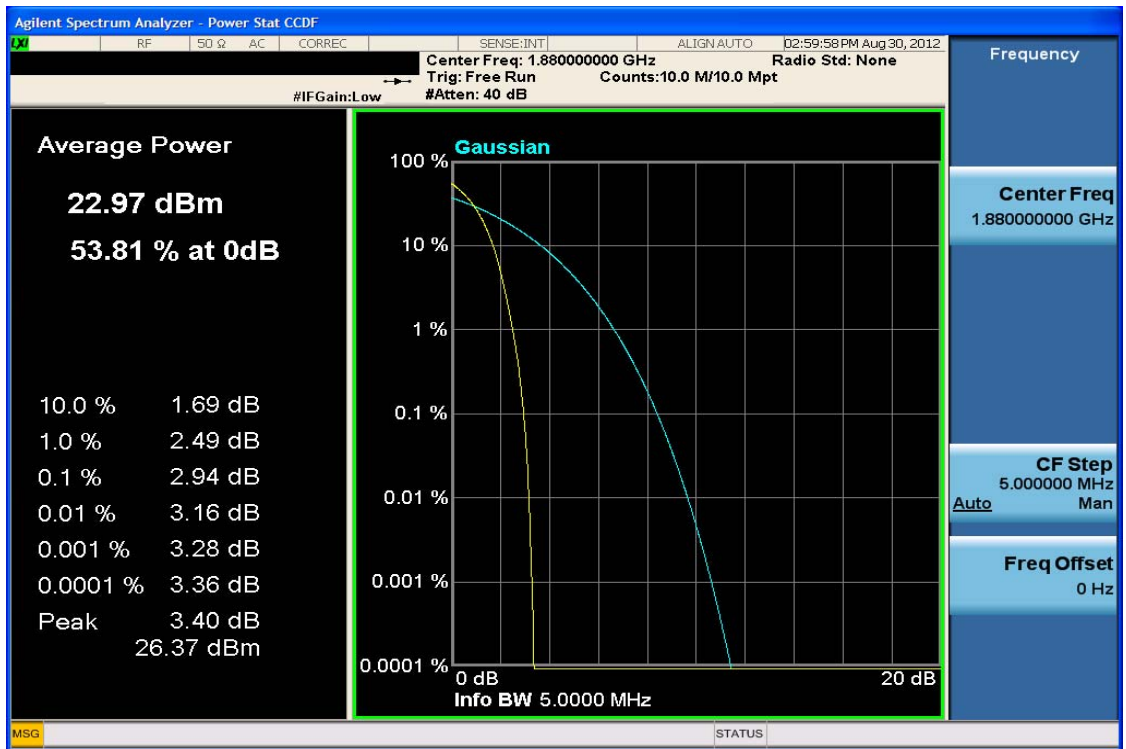 Agilent Spectrum Analyzer - Power Stat CCDF
LXI RF 50 Ω AC CORREC SENSE:INT ALIGN AUTO 02:59:58 PM Aug 30, 2012
Center Freq: 1.880000000 GHz Radio Std: None
Trig: Free Run Counts:10.0 M/10.0 Mpt
#IFGain:Low #Atten: 40 dB
Average Power
22.97 dBm
53.81 % at 0dB
10.0 % 1.69 dB
1.0 % 2.49 dB
0.1 % 2.94 dB
0.01 % 3.16 dB
0.001 % 3.28 dB
0.0001 % 3.36 dB
Peak 3.40 dB
26.37 dBm
Gaussian
100 %
10 %
1 %
0.1 %
0.01 %
0.001 %
0.0001 %
0 dB 20 dB
Info BW 5.0000 MHz
Frequency
Center Freq
1.880000000 GHz
CF Step
5.000000 MHz
Auto Man
Freq Offset
0 Hz
MSG STATUS